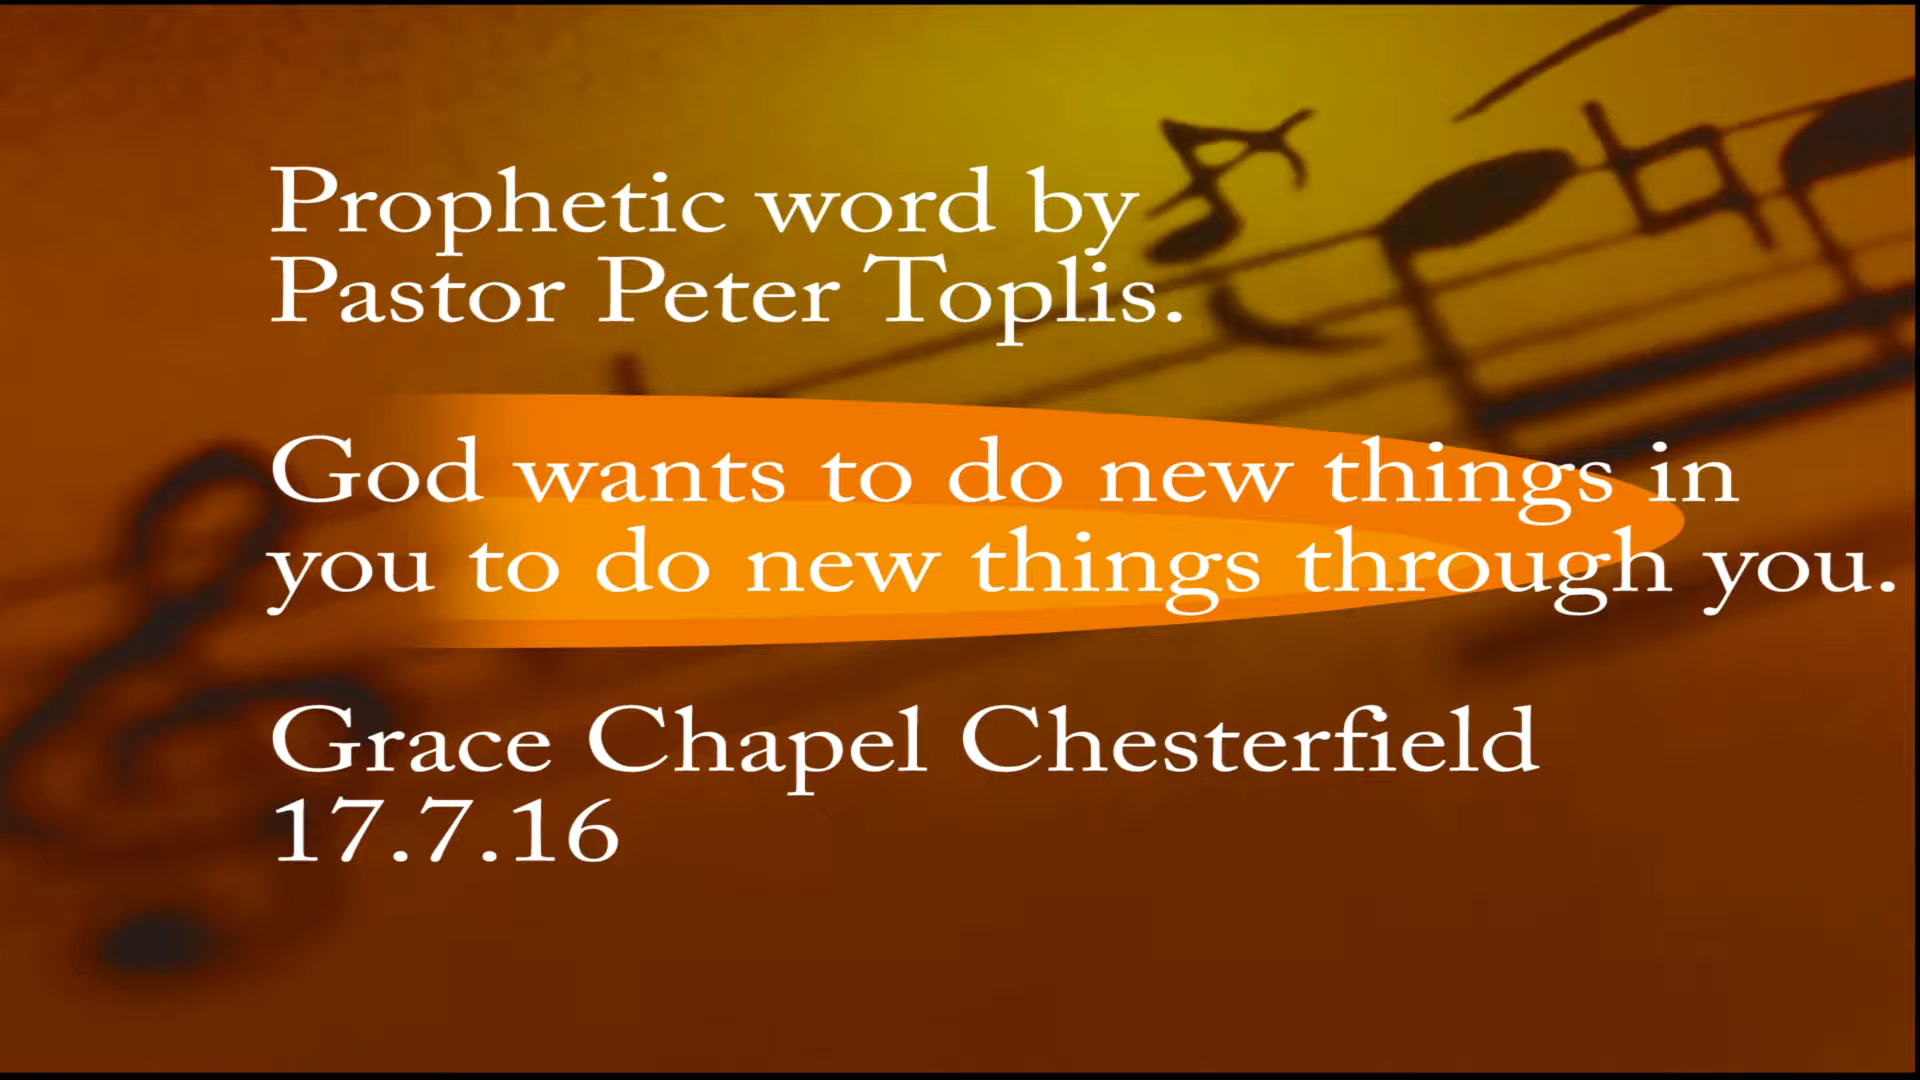 Prophetic word by
Pastor Peter Toplis.
God wants to do new things in
you to do new things through you.
Grace Chapel Chesterfield
17.7.16